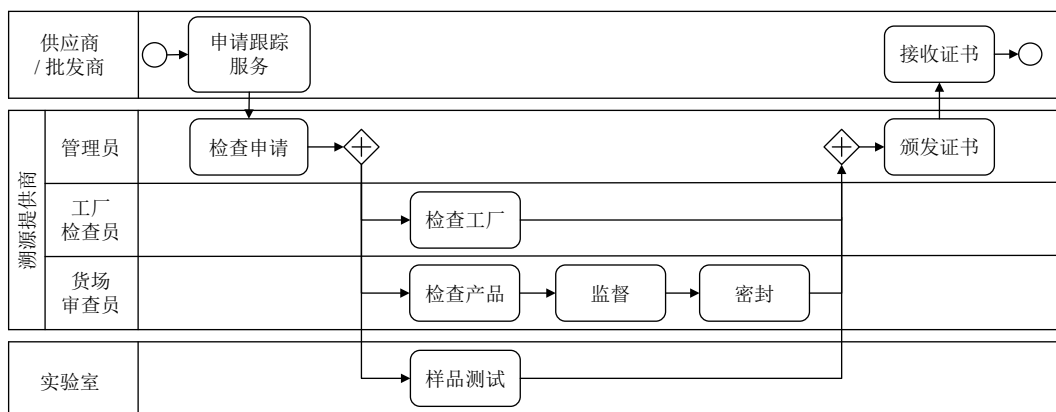 供应商
/ 批发商
申请跟踪
服务
接收证书
溯源提供商
管理员
检查申请
颁发证书
工厂
检查员
检查工厂
货场
审查员
检查产品
监督
密封
实验室
样品测试